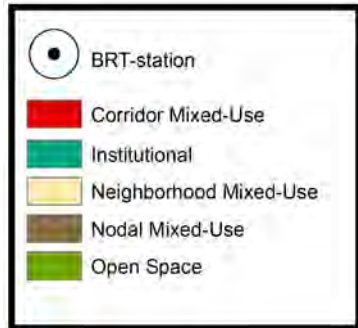 BRT-station
Corridor Mixed-Use
Institutional
Neighborhood Mixed-Use
Nodal Mixed-Use
Open Space